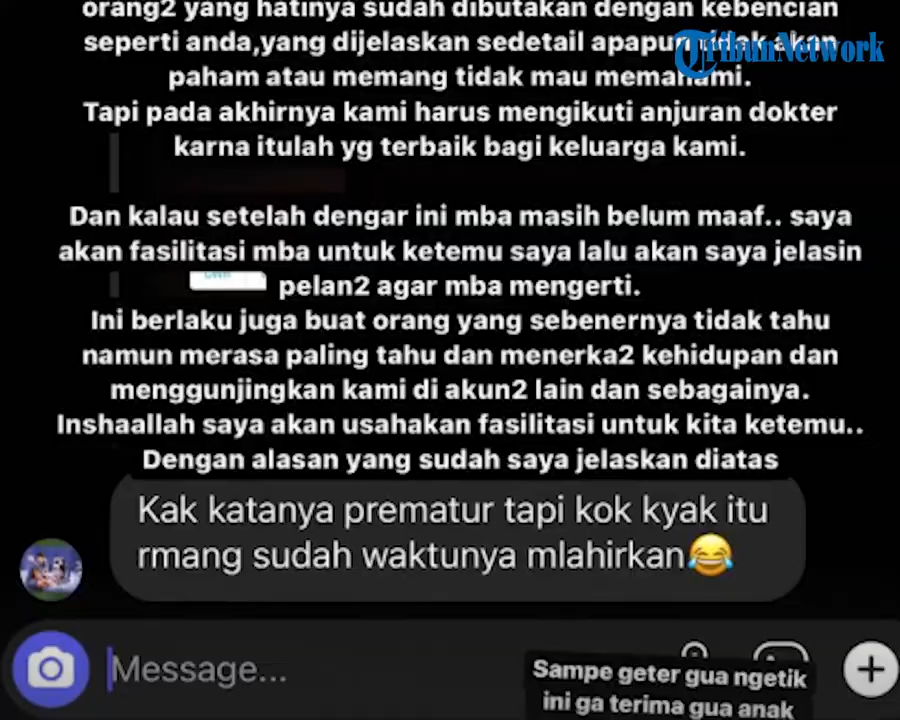 orang2 yang hatinya sudah dibutakan dengan kebencian
TribunNetwork
seperti anda,yang dijelaskan sedetail apapun tidak akan
paham atau memang tidak mau memahami.
Tapi pada akhirnya kami harus mengikuti anjuran dokter
karna itulah yg terbaik bagi keluarga kami.
Dan kalau setelah dengar ini mba masih belum maaf.. saya
akan fasilitasi mba untuk ketemu saya lalu akan saya jelasin
pelan2 agar mba mengerti.
Ini berlaku juga buat orang yang sebenernya tidak tahu
namun merasa paling tahu dan menerka2 kehidupan dan
menggunjingkan kami di akun2 lain dan sebagainya.
Inshaallah saya akan usahakan fasilitasi untuk kita ketemu..
Dengan alasan yang sudah saya jelaskan diatas
Kak katanya prematur tapi kok kyak itu
rmang sudah waktunya mlahirkan😂
Message...
Sampe geter gua ngetik
ini ga terima gua anak